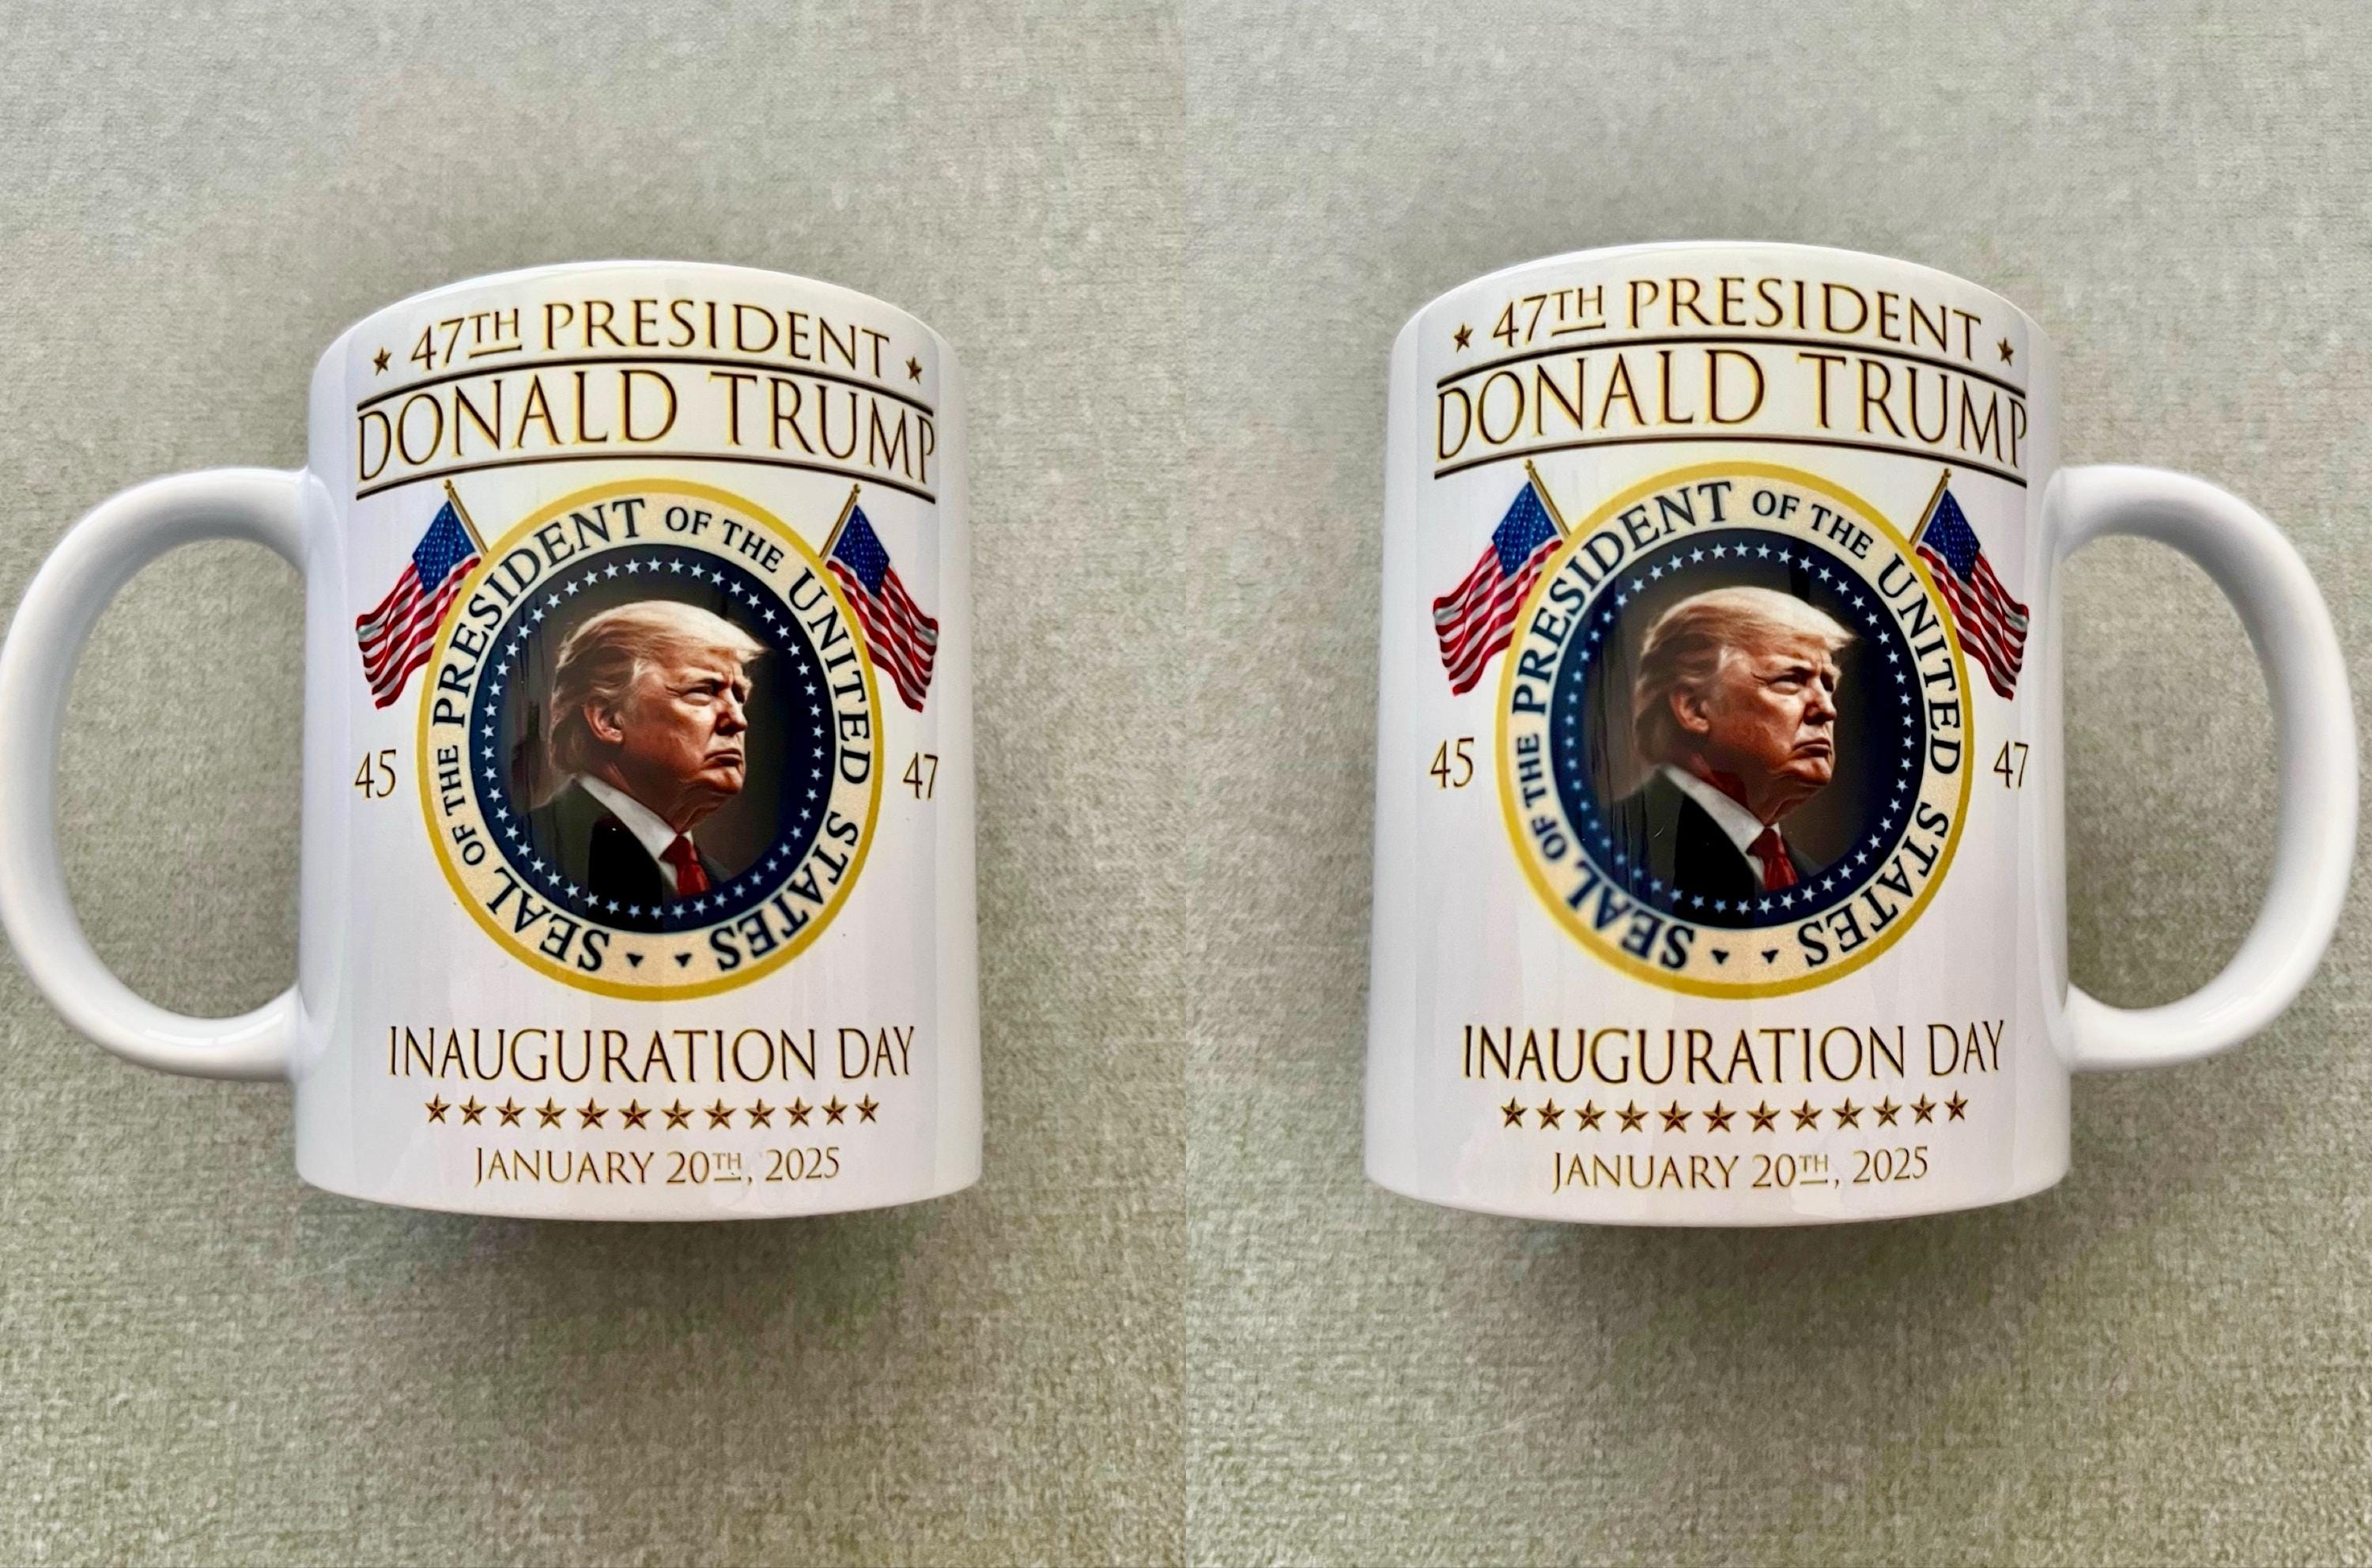 47TH PRESIDENT
DONALD TRUMP
SEAL OF THE PRESIDENT OF THE UNITED STATES
45
47
INAUGURATION DAY
JANUARY 20TH, 2025
47TH PRESIDENT
DONALD TRUMP
SEAL OF THE PRESIDENT OF THE UNITED STATES
45
47
INAUGURATION DAY
JANUARY 20TH, 2025